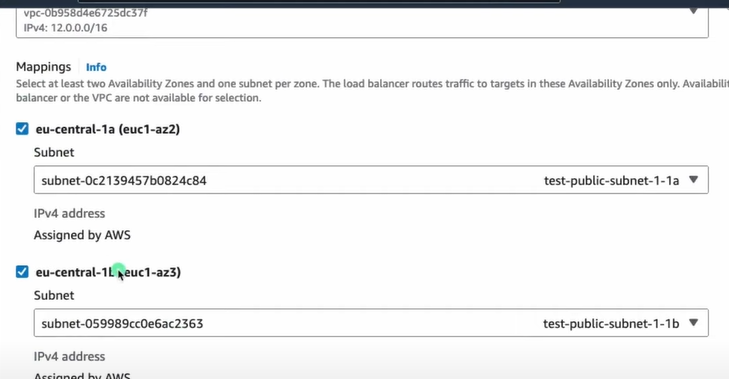 vpc-0b958d4e6725dc37f
IPv4: 12.0.0.0/16
Mappings Info
Select at least two Availability Zones and one subnet per zone. The load balancer routes traffic to targets in these Availability Zones only. Availabili
balancer or the VPC are not available for selection.
eu-central-1a (euc1-az2)
Subnet
subnet-0c2139457b0824c84 test-public-subnet-1-1a
IPv4 address
Assigned by AWS
eu-central-1b (euc1-az3)
Subnet
subnet-059989cc0e6ac2363 test-public-subnet-1-1b
IPv4 address
Assigned by AWS